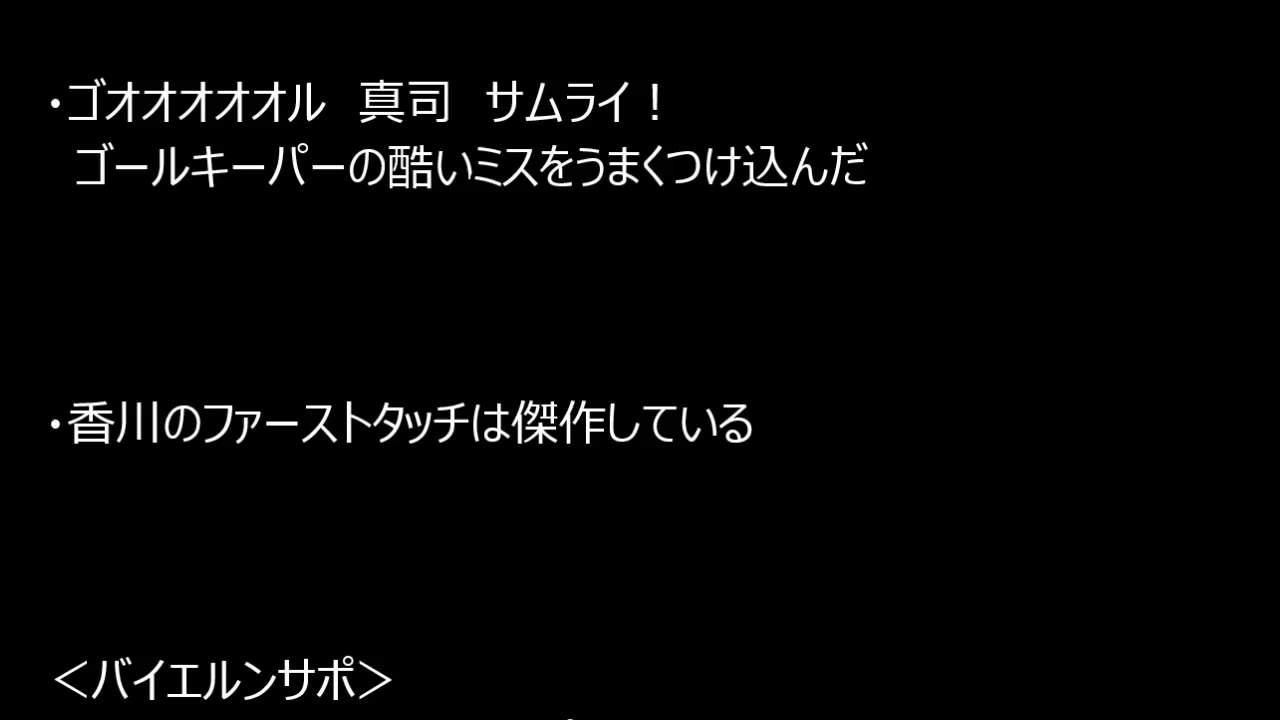 ・ゴオオオオオル　真司　サムライ！
ゴールキーパーの酷いミスをうまくつけ込んだ
・香川のファーストタッチは傑作している
＜バイエルンサポ＞